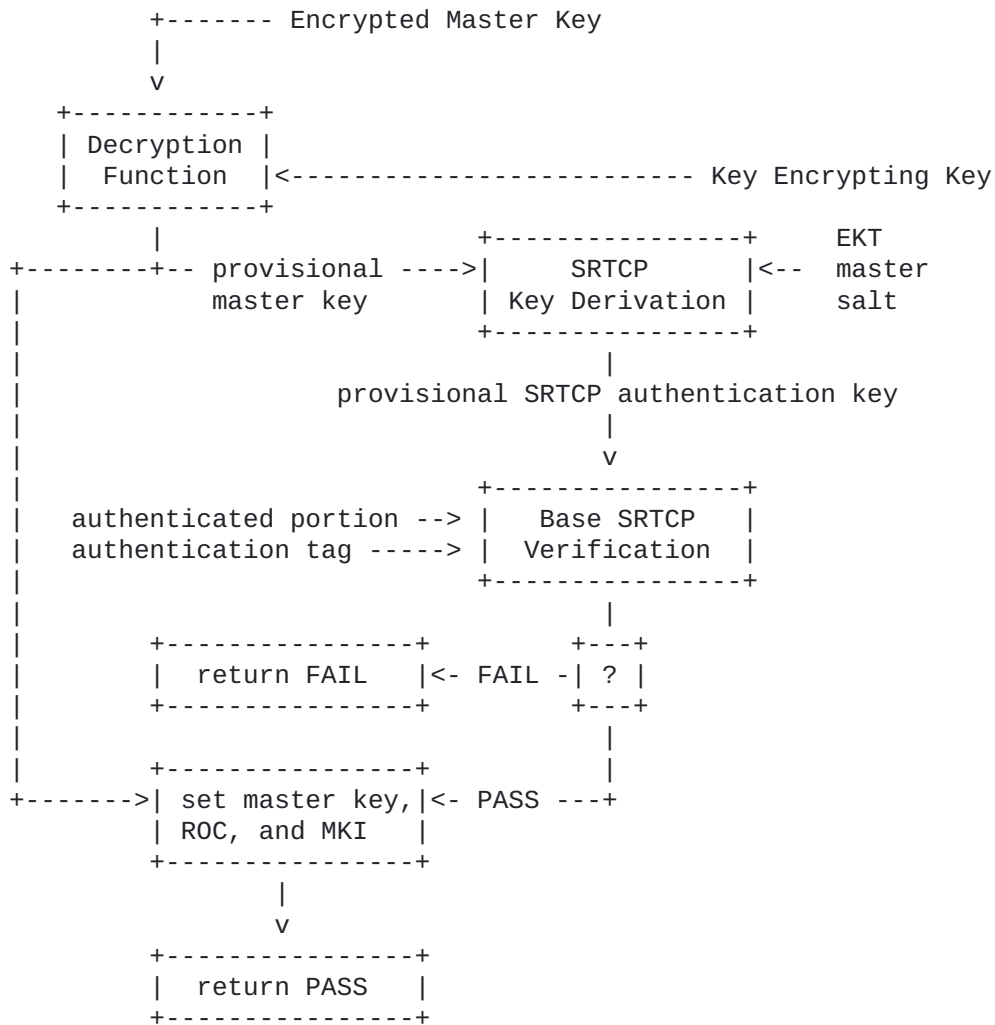 +------- Encrypted Master Key
|
v
+------------+
| Decryption |
|  Function  |<-------------------------- Key Encrypting Key
+------------+
|                    +----------------+     EKT
+--------+-- provisional ---->|     SRTCP      |<--  master
|            master key       | Key Derivation |     salt
|                             +----------------+
|                                     |
|                   provisional SRTCP authentication key
|                                     |
|                                     v
|                             +----------------+
|   authenticated portion --> |   Base SRTCP   |
|   authentication tag -----> |  Verification  |
|                             +----------------+
|                                     |
|        +----------------+         +---+
|        |  return FAIL   |<- FAIL -| ? |
|        +----------------+         +---+
|                                     |
|        +----------------+           |
+------->| set master key,|<- PASS ---+
| ROC, and MKI   |
+----------------+
|
v
+----------------+
|  return PASS   |
+----------------+